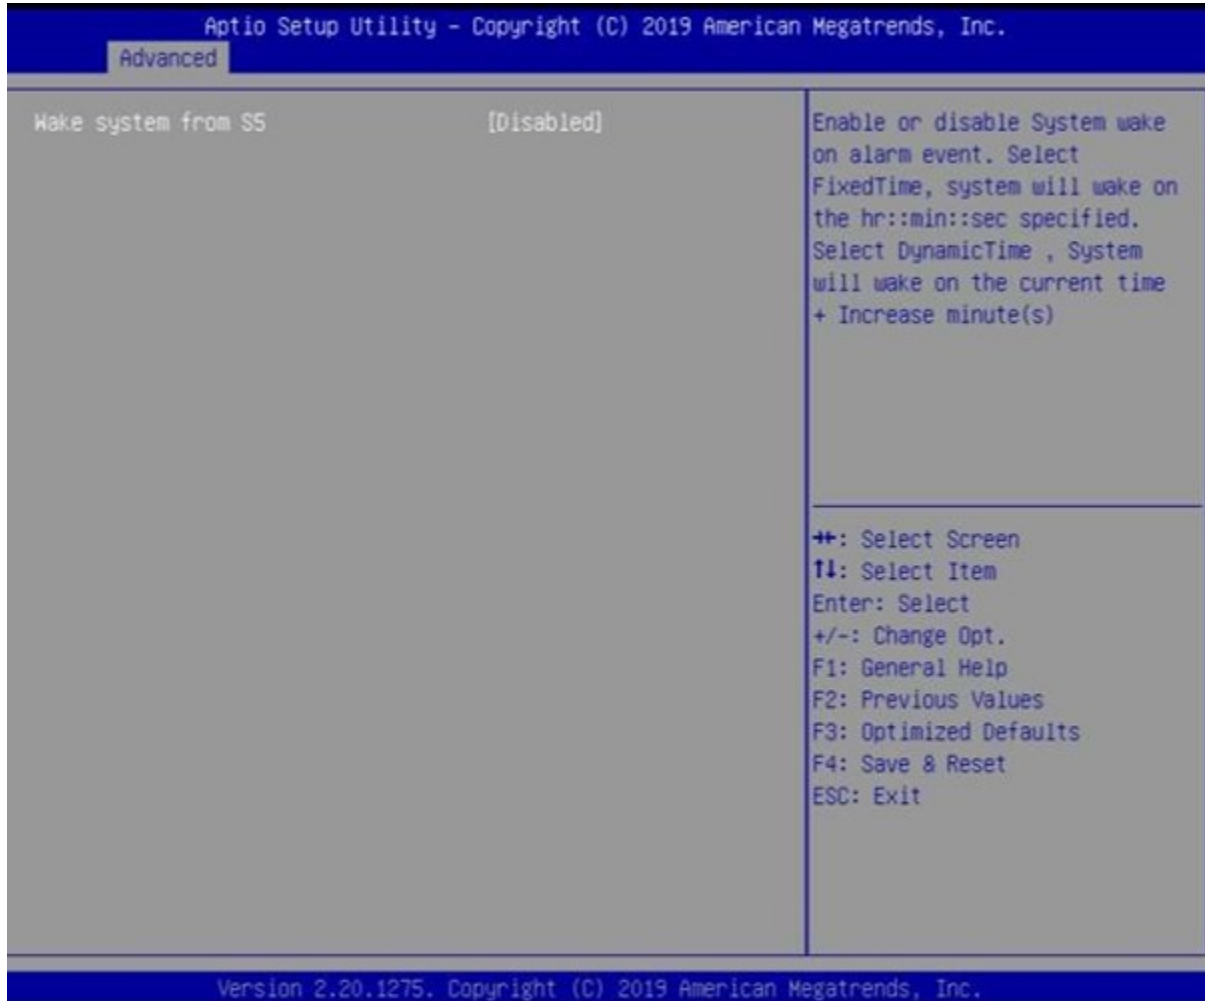 Aptio Setup Utility – Copyright (C) 2019 American Megatrends, Inc.
Advanced
Wake system from S5 [Disabled]
Enable or disable System wake
on alarm event. Select
FixedTime, system will wake on
the hr::min::sec specified.
Select DynamicTime , System
will wake on the current time
+ Increase minute(s)
→←: Select Screen
↑↓: Select Item
Enter: Select
+/-: Change Opt.
F1: General Help
F2: Previous Values
F3: Optimized Defaults
F4: Save & Reset
ESC: Exit
Version 2.20.1275. Copyright (C) 2019 American Megatrends, Inc.